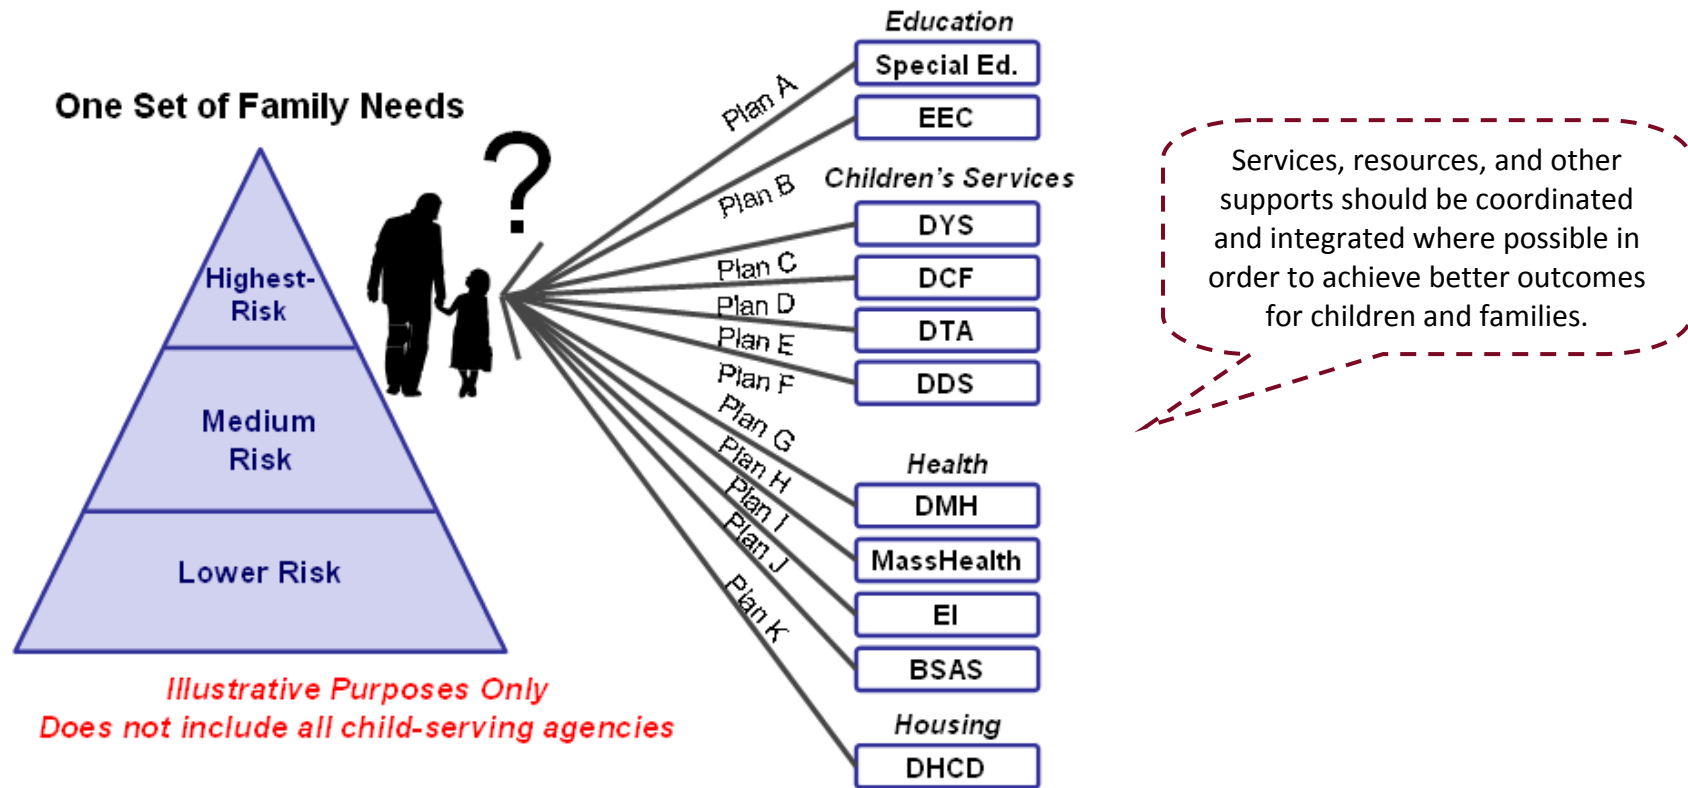 One Set of Family Needs
?
Highest-
Risk
Medium
Risk
Lower Risk
Illustrative Purposes Only
Does not include all child-serving agencies
Plan A
Plan B
Plan C
Plan D
Plan E
Plan F
Plan G
Plan H
Plan I
Plan J
Plan K
Education
Special Ed.
EEC
Children's Services
DYS
DCF
DTA
DDS
Health
DMH
MassHealth
EI
BSAS
Housing
DHCD
Services, resources, and other
supports should be coordinated
and integrated where possible in
order to achieve better outcomes
for children and families.